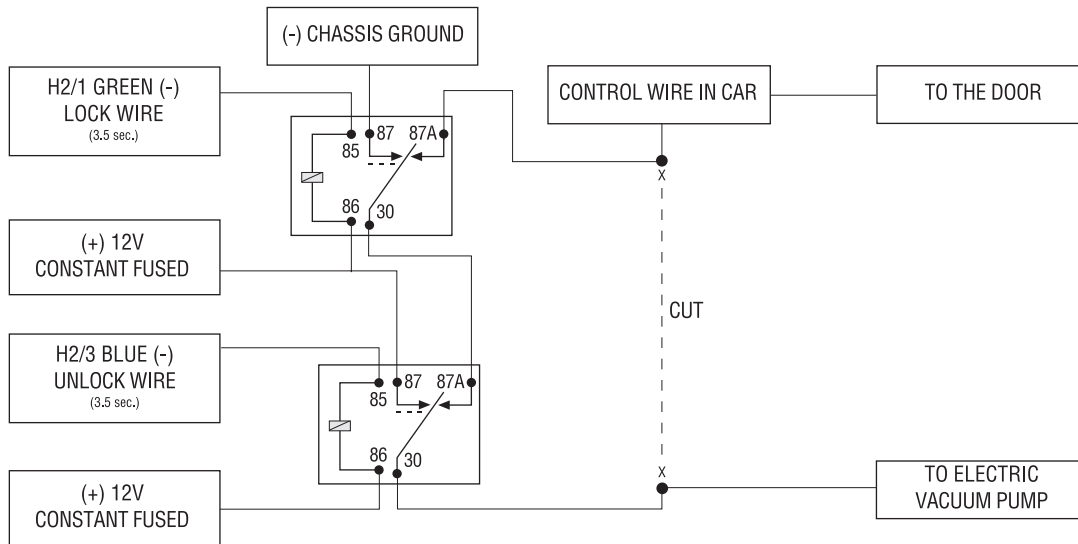 (-) CHASSIS GROUND
H2/1 GREEN (-)
LOCK WIRE
(3.5 sec.)
CONTROL WIRE IN CAR
TO THE DOOR
87
87A
85
86
30
X
(+) 12V
CONSTANT FUSED
CUT
H2/3 BLUE (-)
UNLOCK WIRE
(3.5 sec.)
87
87A
85
86
30
X
(+) 12V
CONSTANT FUSED
TO ELECTRIC
VACUUM PUMP